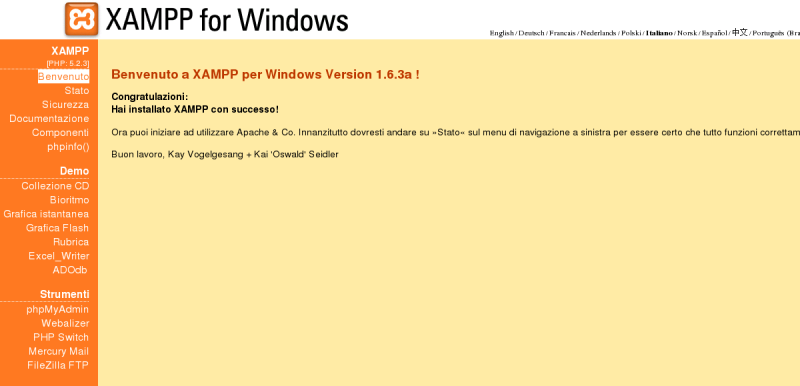 XAMPP for Windows
English / Deutsch / Francais / Nederlands / Polski / Italiano / Norsk / Español / 中文 / Português (Bra
XAMPP
[PHP: 5.2.3]
Benvenuto
Stato
Sicurezza
Documentazione
Componenti
phpinfo()
Demo
Collezione CD
Bioritmo
Grafica istantanea
Grafica Flash
Rubrica
Excel_Writer
ADOdb
Strumenti
phpMyAdmin
Webalizer
PHP Switch
Mercury Mail
FileZilla FTP
Benvenuto a XAMPP per Windows Version 1.6.3a !
Congratulazioni:
Hai installato XAMPP con successo!
Ora puoi iniziare ad utilizzare Apache & Co. Innanzitutto dovresti andare su »Stato« sul menu di navigazione a sinistra per essere certo che tutto funzioni correttam
Buon lavoro, Kay Vogelgesang + Kai 'Oswald' Seidler